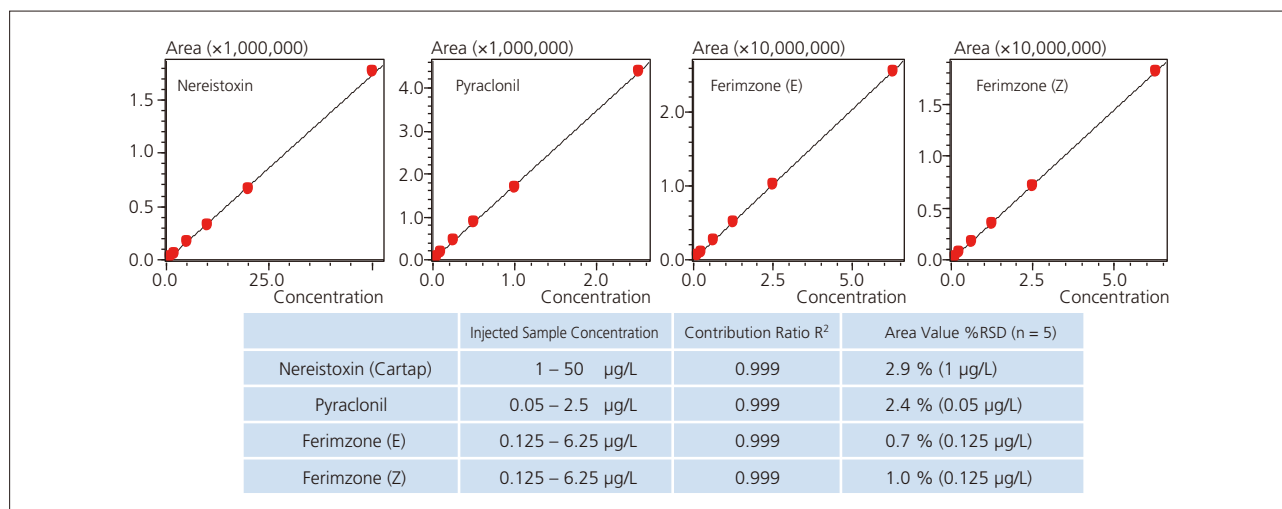 Area (×1,000,000)
Nereistoxin
1.5
1.0
0.5
0.0
0.0 25.0
Concentration
Area (×1,000,000)
Pyraclonil
4.0
3.0
2.0
1.0
0.0
0.0 1.0 2.0
Concentration
Area (×10,000,000)
Ferimzone (E)
2.0
1.0
0.0
0.0 2.5 5.0
Concentration
Area (×10,000,000)
Ferimzone (Z)
1.5
1.0
0.5
0.0
0.0 2.5 5.0
Concentration
Injected Sample Concentration Contribution Ratio R² Area Value %RSD (n = 5)
Nereistoxin (Cartap) 1 – 50 µg/L 0.999 2.9 % (1 µg/L)
Pyraclonil 0.05 – 2.5 µg/L 0.999 2.4 % (0.05 µg/L)
Ferimzone (E) 0.125 – 6.25 µg/L 0.999 0.7 % (0.125 µg/L)
Ferimzone (Z) 0.125 – 6.25 µg/L 0.999 1.0 % (0.125 µg/L)